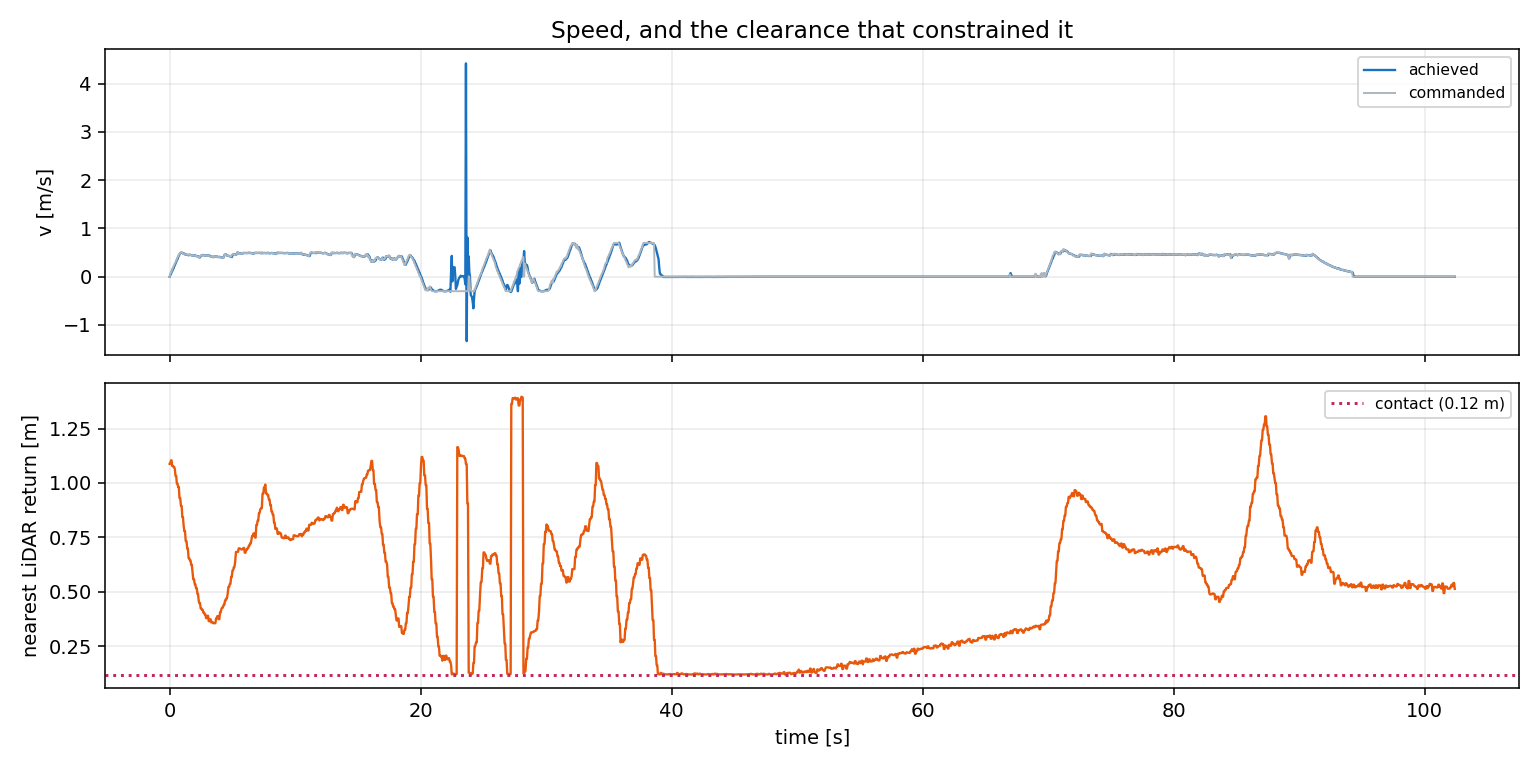 Speed, and the clearance that constrained it
v [m/s]
4
3
2
1
0
−1
achieved
commanded
nearest LiDAR return [m]
1.25
1.00
0.75
0.50
0.25
contact (0.12 m)
0 20 40 60 80 100
time [s]